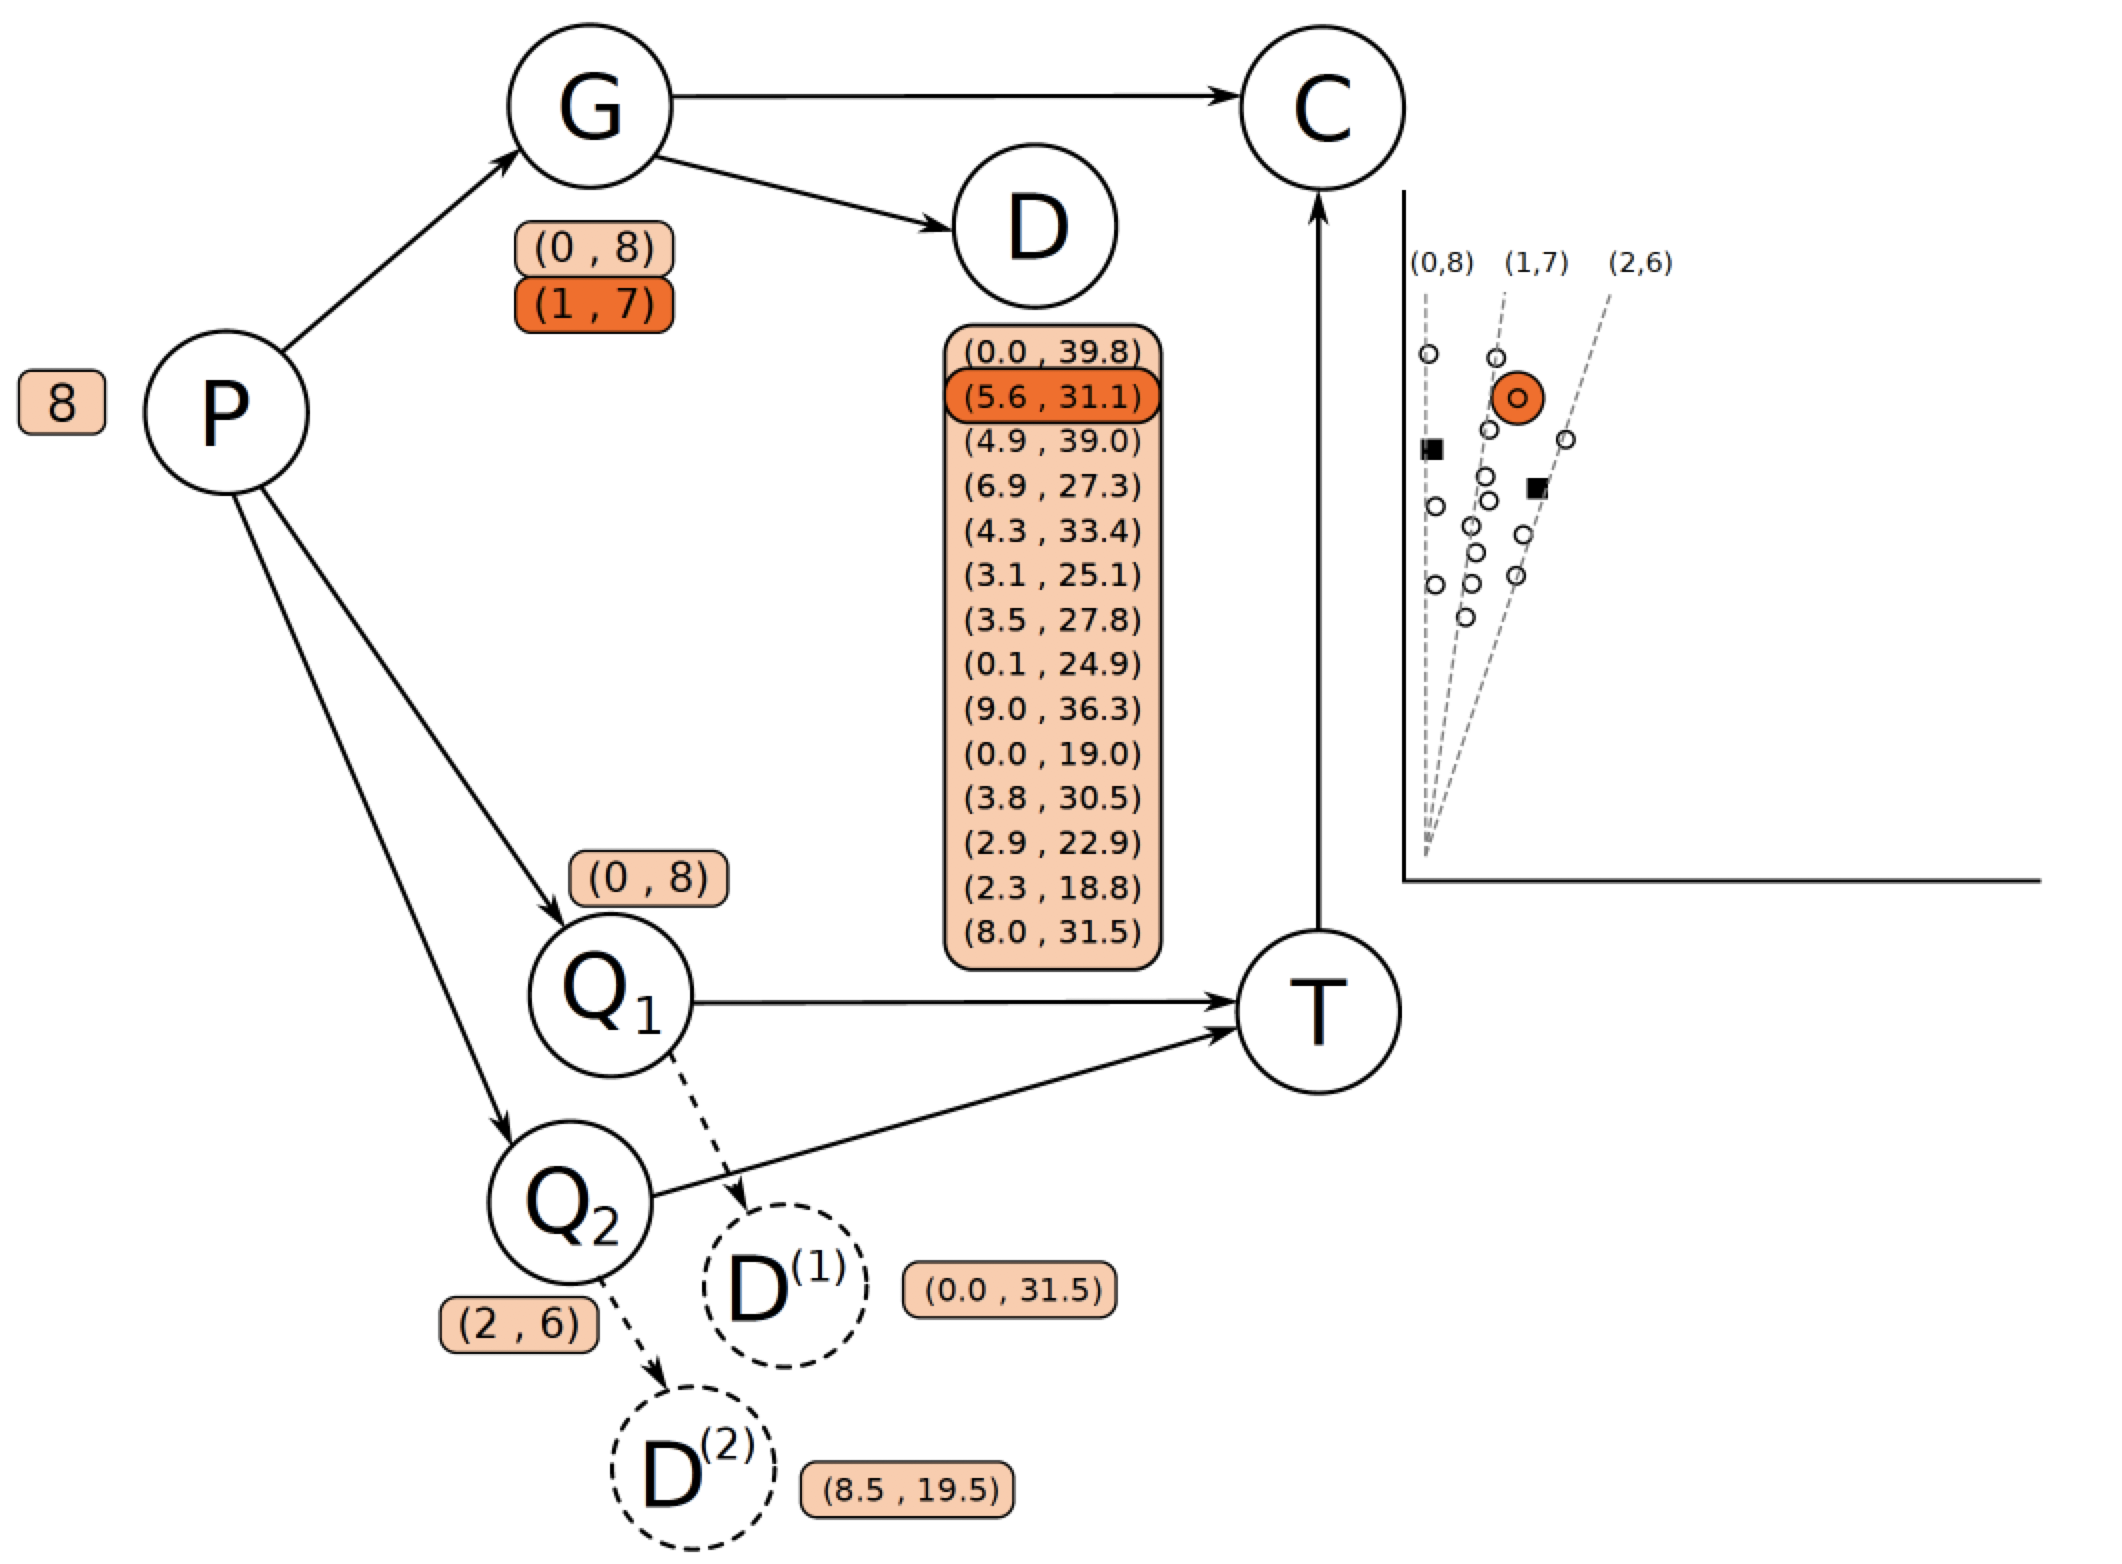 G
C
D
(0,8) (1,7) (2,6)
(0 , 8)
(1 , 7)
8
P
(0.0 , 39.8)
(5.6 , 31.1)
(4.9 , 39.0)
(6.9 , 27.3)
(4.3 , 33.4)
(3.1 , 25.1)
(3.5 , 27.8)
(0.1 , 24.9)
(9.0 , 36.3)
(0.0 , 19.0)
(3.8 , 30.5)
(2.9 , 22.9)
(2.3 , 18.8)
(8.0 , 31.5)
(0 , 8)
Q1
T
Q2
(2 , 6)
D(1)
(0.0 , 31.5)
D(2)
(8.5 , 19.5)